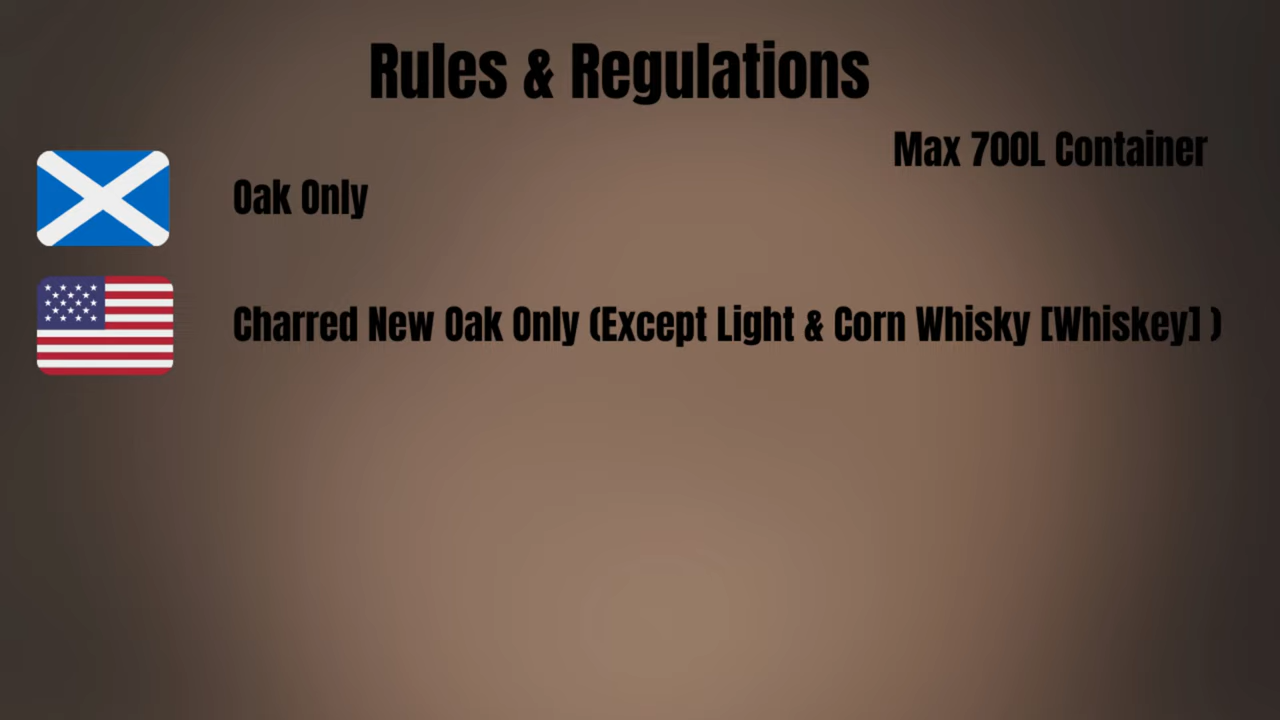 Rules & Regulations
Max 700L Container
Oak Only
Charred New Oak Only (Except Light & Corn Whisky [Whiskey] )